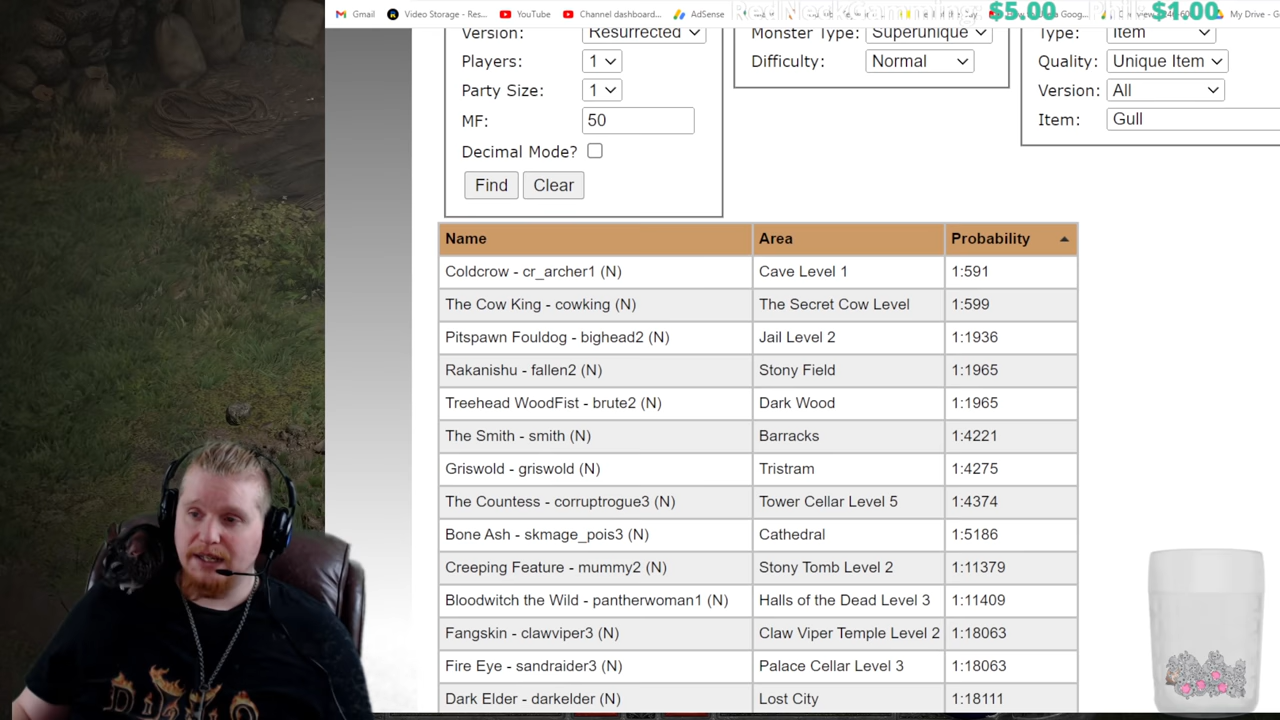 Gmail Video Storage - Res... YouTube Channel dashboard... AdSense RedNeckGamming $5.00 $1.00 My Drive - G
Version: Resurrected Monster Type: Superunique Type: Item
Players: 1 Difficulty: Normal Quality: Unique Item
Party Size: 1 Version: All
MF: 50 Item: Gull
Decimal Mode?
Find Clear
Name Area Probability
Coldcrow - cr_archer1 (N) Cave Level 1 1:591
The Cow King - cowking (N) The Secret Cow Level 1:599
Pitspawn Fouldog - bighead2 (N) Jail Level 2 1:1936
Rakanishu - fallen2 (N) Stony Field 1:1965
Treehead WoodFist - brute2 (N) Dark Wood 1:1965
The Smith - smith (N) Barracks 1:4221
Griswold - griswold (N) Tristram 1:4275
The Countess - corruptrogue3 (N) Tower Cellar Level 5 1:4374
Bone Ash - skmage_pois3 (N) Cathedral 1:5186
Creeping Feature - mummy2 (N) Stony Tomb Level 2 1:11379
Bloodwitch the Wild - pantherwoman1 (N) Halls of the Dead Level 3 1:11409
Fangskin - clawviper3 (N) Claw Viper Temple Level 2 1:18063
Fire Eye - sandraider3 (N) Palace Cellar Level 3 1:18063
Dark Elder - darkelder (N) Lost City 1:18111